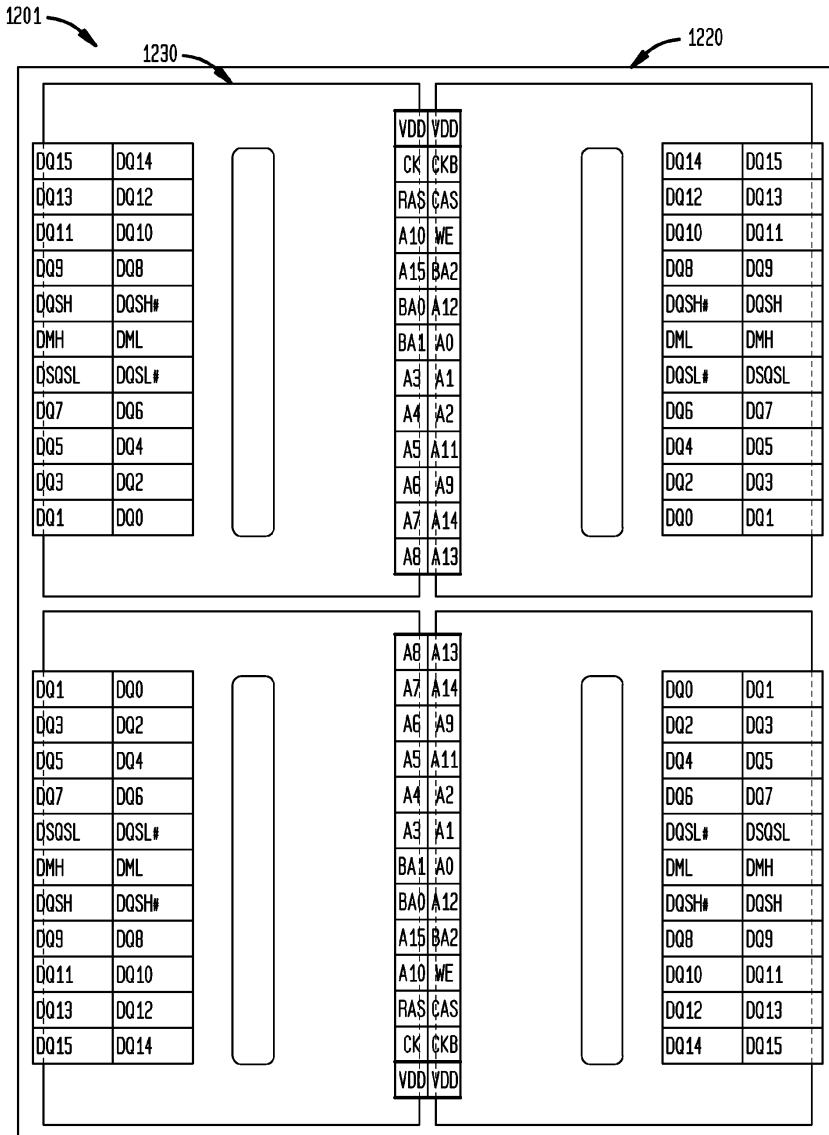 1201
1230
1220
VDD VDD
DQ15 DQ14 CK CKB DQ14 DQ15
DQ13 DQ12 RAS CAS DQ12 DQ13
DQ11 DQ10 A10 WE DQ10 DQ11
DQ9 DQ8 A15 BA2 DQ8 DQ9
DQSH DQSH# BA0 A12 DQSH# DQSH
DMH DML BA1 A0 DML DMH
DSQSL DQSL# A3 A1 DQSL# DSQSL
DQ7 DQ6 A4 A2 DQ6 DQ7
DQ5 DQ4 A5 A11 DQ4 DQ5
DQ3 DQ2 A6 A9 DQ2 DQ3
DQ1 DQ0 A7 A14 DQ0 DQ1
A8 A13
A8 A13
DQ1 DQ0 A7 A14 DQ0 DQ1
DQ3 DQ2 A6 A9 DQ2 DQ3
DQ5 DQ4 A5 A11 DQ4 DQ5
DQ7 DQ6 A4 A2 DQ6 DQ7
DSQSL DQSL# A3 A1 DQSL# DSQSL
DMH DML BA1 A0 DML DMH
DQSH DQSH# BA0 A12 DQSH# DQSH
DQ9 DQ8 A15 BA2 DQ8 DQ9
DQ11 DQ10 A10 WE DQ10 DQ11
DQ13 DQ12 RAS CAS DQ12 DQ13
DQ15 DQ14 CK CKB DQ14 DQ15
VDD VDD